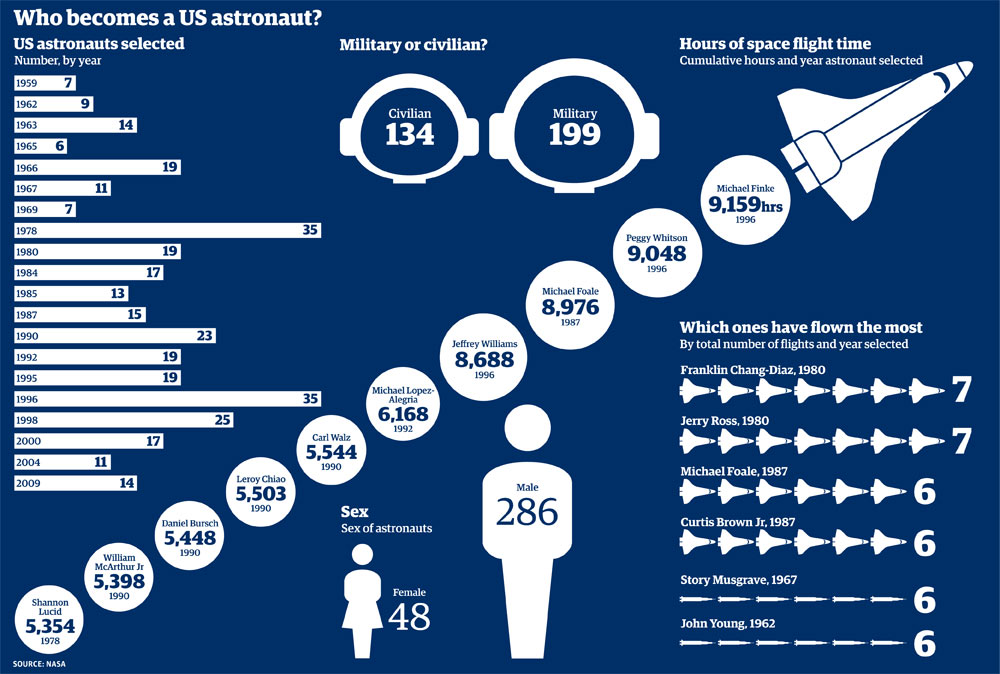 Who becomes a US astronaut?
US astronauts selected
Number, by year
1959 7
1962 9
1963 14
1965 6
1966 19
1967 11
1969 7
1978 35
1980 19
1984 17
1985 13
1987 15
1990 23
1992 19
1995 19
1996 35
1998 25
2000 17
2004 11
2009 14
Military or civilian?
Civilian
134
Military
199
Hours of space flight time
Cumulative hours and year astronaut selected
Michael Finke
9,159hrs
1996
Peggy Whitson
9,048
1996
Michael Foale
8,976
1987
Jeffrey Williams
8,688
1996
Michael Lopez-
Alegria
6,168
1992
Carl Walz
5,544
1990
Leroy Chiao
5,503
1990
Daniel Bursch
5,448
1990
William
McArthur Jr
5,398
1990
Shannon
Lucid
5,354
1978
Sex
Sex of astronauts
Female
48
Male
286
Which ones have flown the most
By total number of flights and year selected
Franklin Chang-Diaz, 1980
7
Jerry Ross, 1980
7
Michael Foale, 1987
6
Curtis Brown Jr, 1987
6
Story Musgrave, 1967
6
John Young, 1962
6
SOURCE: NASA